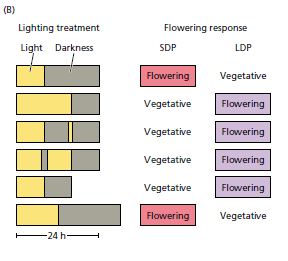 (B)
Lighting treatment Flowering response
Light Darkness SDP LDP
Flowering Vegetative
Vegetative Flowering
Vegetative Flowering
Vegetative Flowering
Vegetative Flowering
Flowering Vegetative
24 h